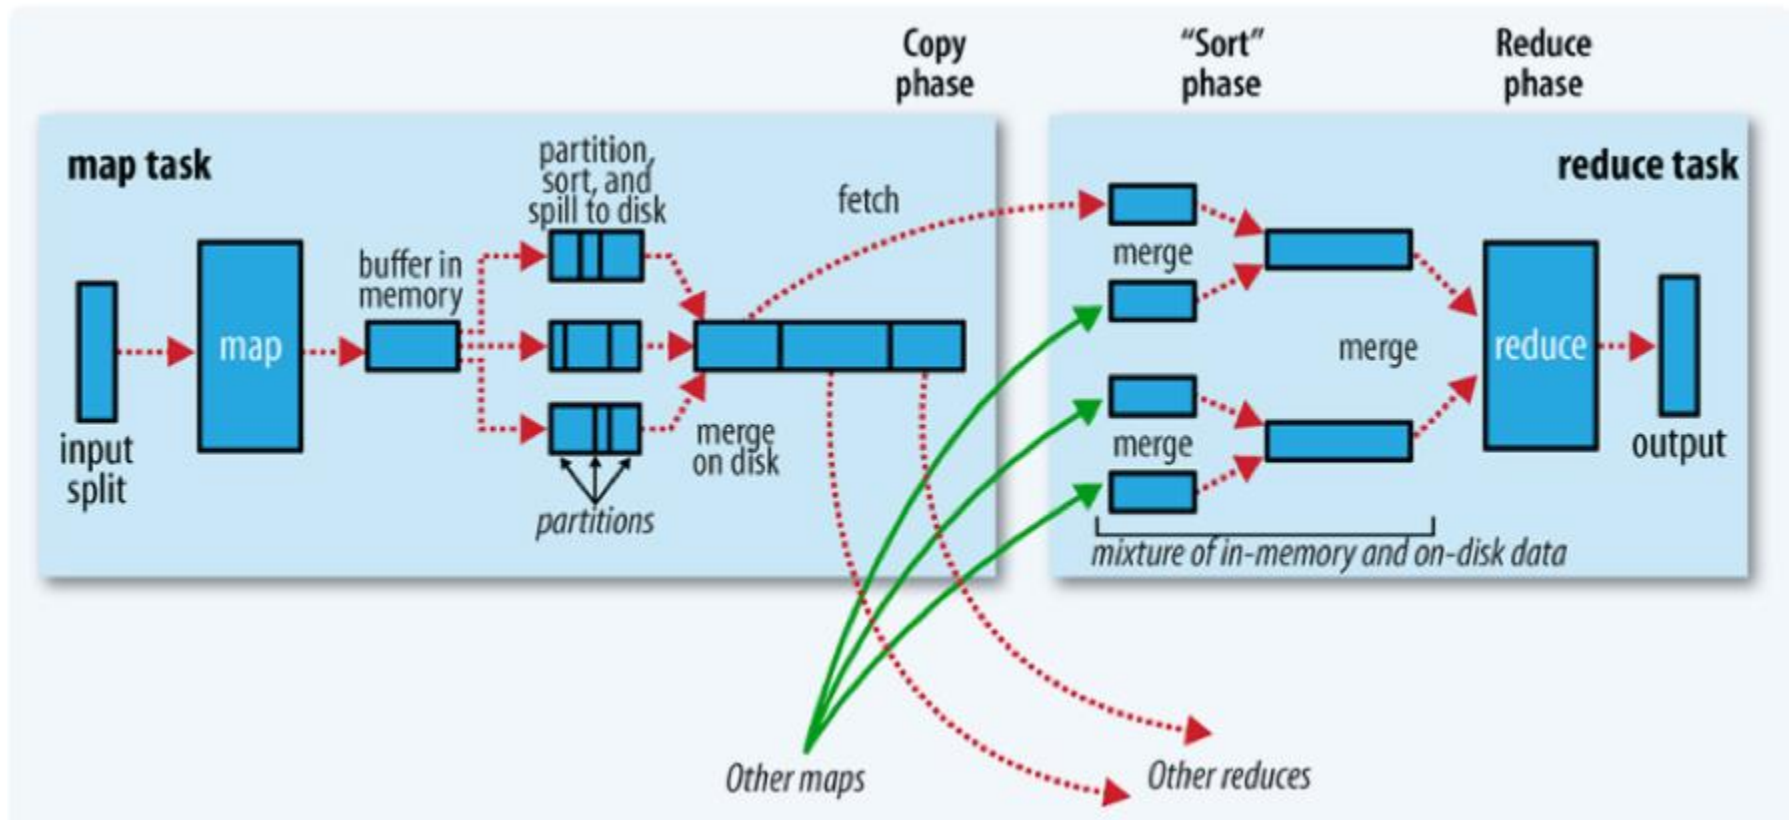 Copy
phase
“Sort”
phase
Reduce
phase
map task
partition,
sort, and
spill to disk
fetch
buffer in
memory
map
input
split
merge
on disk
partitions
reduce task
merge
merge
merge
reduce
output
mixture of in-memory and on-disk data
Other maps
Other reduces